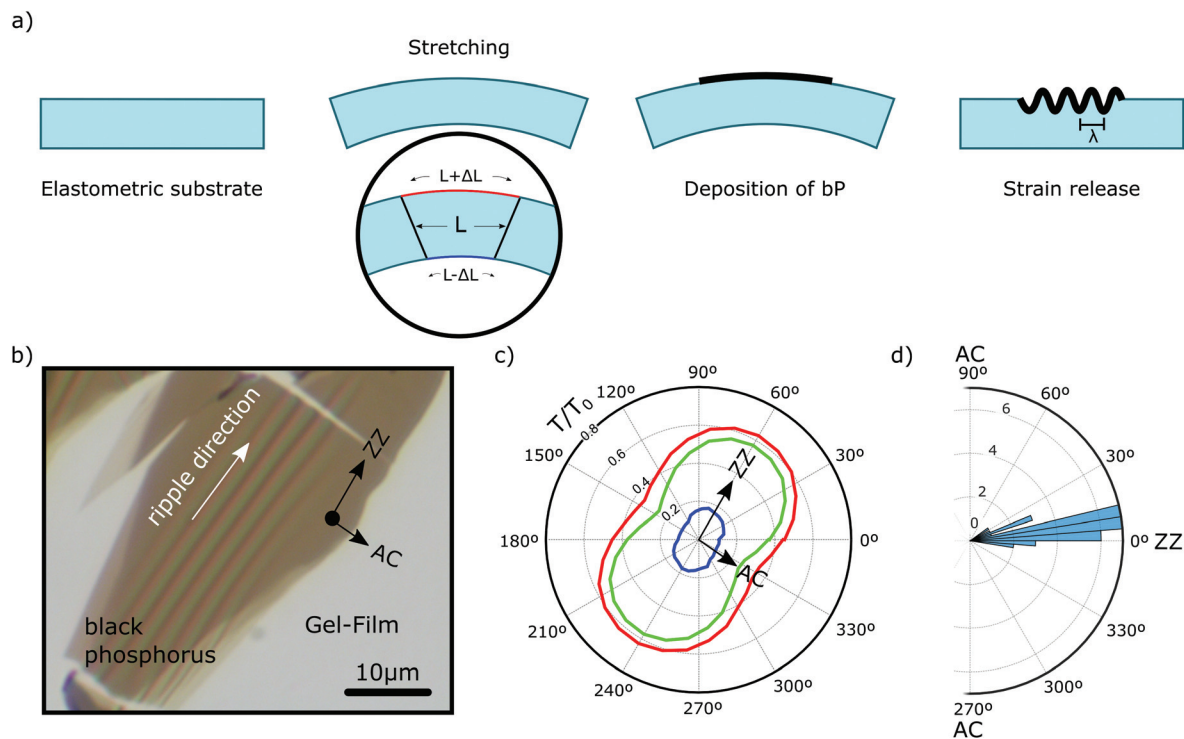 a)
Stretching
Elastometric substrate
L+ΔL
L
L-ΔL
Deposition of bP
λ
Strain release
b)
ripple direction
ZZ
AC
black
phosphorus
Gel-Film
10μm
c)
T/T0
90º
60º
30º
0º
330º
300º
270º
240º
210º
180º
150º
120º
0.8
0.6
0.4
0.2
ZZ
AC
d)
AC
90º
60º
30º
0º ZZ
300º
270º
AC
6
4
2
0